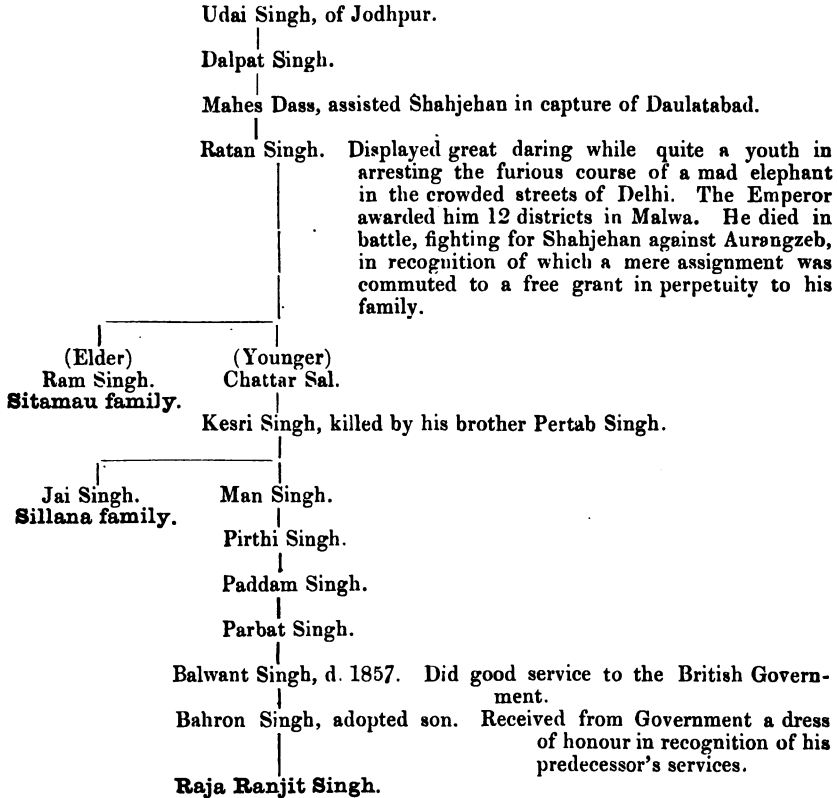 Udai Singh, of Jodhpur.
Dalpat Singh.
Mahes Dass, assisted Shahjehan in capture of Daulatabad.
Ratan Singh. Displayed great daring while quite a youth in
arresting the furious course of a mad elephant
in the crowded streets of Delhi. The Emperor
awarded him 12 districts in Malwa. He died in
battle, fighting for Shahjehan against Aurangzeb,
in recognition of which a mere assignment was
commuted to a free grant in perpetuity to his
family.
(Elder) (Younger)
Ram Singh. Chattar Sal.
Sitamau family.
Kesri Singh, killed by his brother Pertab Singh.
Jai Singh. Man Singh.
Sillana family.
Pirthi Singh.
Paddam Singh.
Parbat Singh.
Balwant Singh, d. 1857. Did good service to the British Govern-
ment.
Bahron Singh, adopted son. Received from Government a dress
of honour in recognition of his
predecessor's services.
Raja Ranjit Singh.